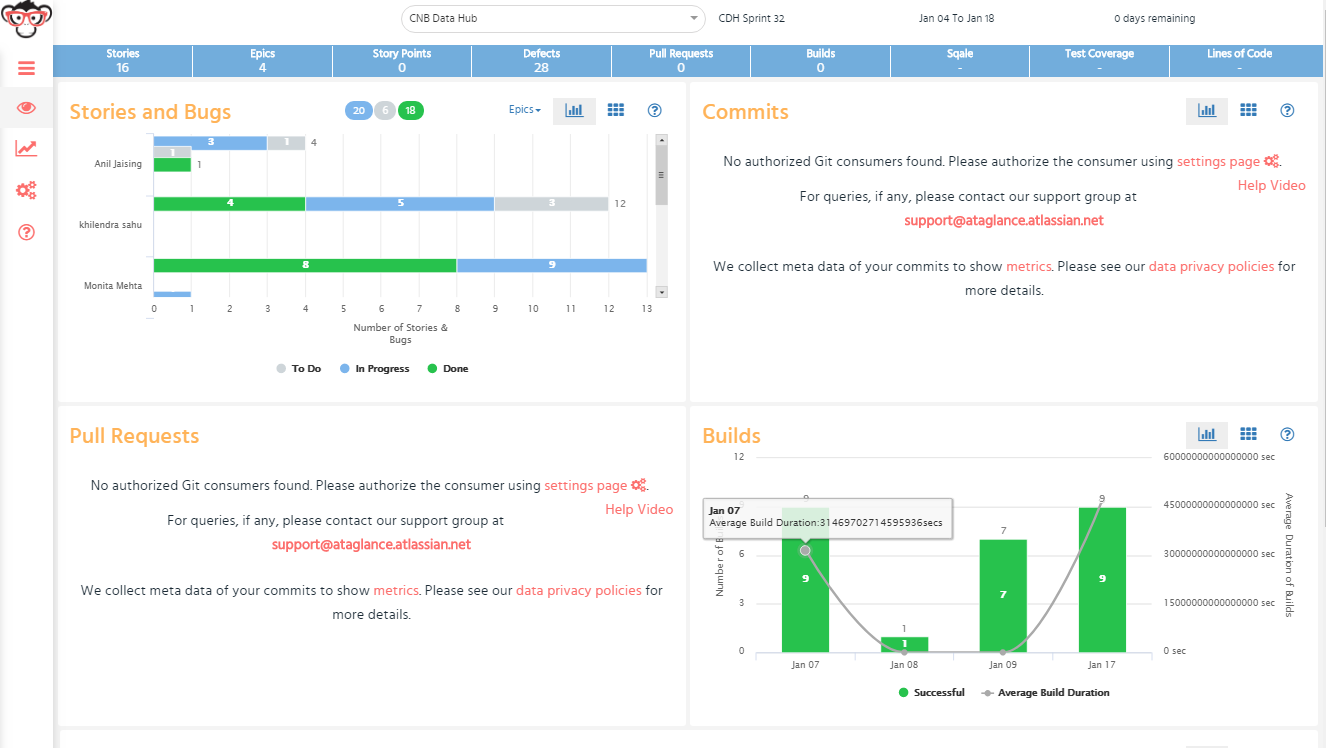 CNB Data Hub
CDH Sprint 32
Jan 04 To Jan 18
0 days remaining
Stories
16
Epics
4
Story Points
0
Defects
28
Pull Requests
0
Builds
0
Sqale
-
Test Coverage
-
Lines of Code
-
Stories and Bugs
20 6 18
Epics
3 1 4
1
Anil Jaising
1
4 5 3 12
khilendra sahu
8 9
Monita Mehta
0 1 2 3 4 5 6 7 8 9 10 11 12 13
Number of Stories &
Bugs
To Do In Progress Done
Commits
No authorized Git consumers found. Please authorize the consumer using settings page .
Help Video
For queries, if any, please contact our support group at
support@ataglance.atlassian.net
We collect meta data of your commits to show metrics. Please see our data privacy policies for
more details.
Pull Requests
No authorized Git consumers found. Please authorize the consumer using settings page .
Help Video
For queries, if any, please contact our support group at
support@ataglance.atlassian.net
We collect meta data of your commits to show metrics. Please see our data privacy policies for
more details.
Builds
12
6
3
0
Number of
60000000000000000 sec
45000000000000000 sec
30000000000000000 sec
15000000000000000 sec
0 sec
Average Duration of Builds
Jan 07
Average Build Duration:31469702714595936secs
9
1
1
7
7
9
9
Jan 07 Jan 08 Jan 09 Jan 17
Successful Average Build Duration